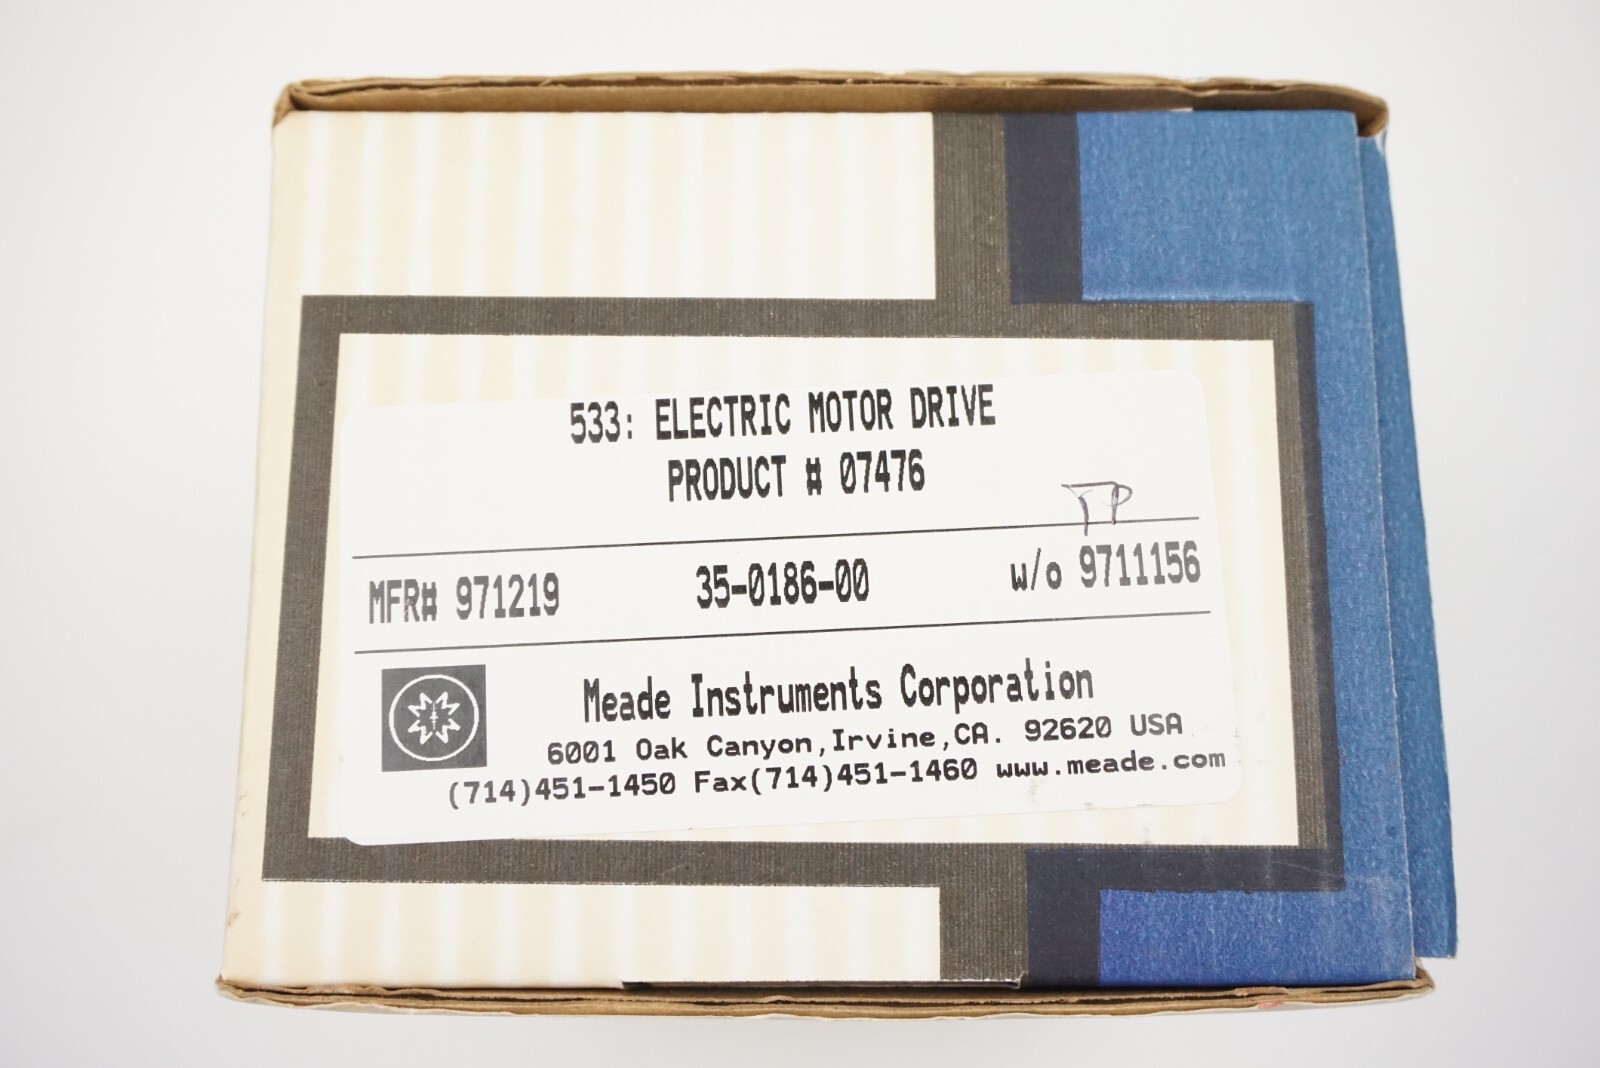 533: ELECTRIC MOTOR DRIVE
PRODUCT # 07476
TP
MFR# 971219 35-0186-00 w/o 9711156
Meade Instruments Corporation
6001 Oak Canyon,Irvine,CA. 92620 USA
(714)451-1450 Fax(714)451-1460 www.meade.com